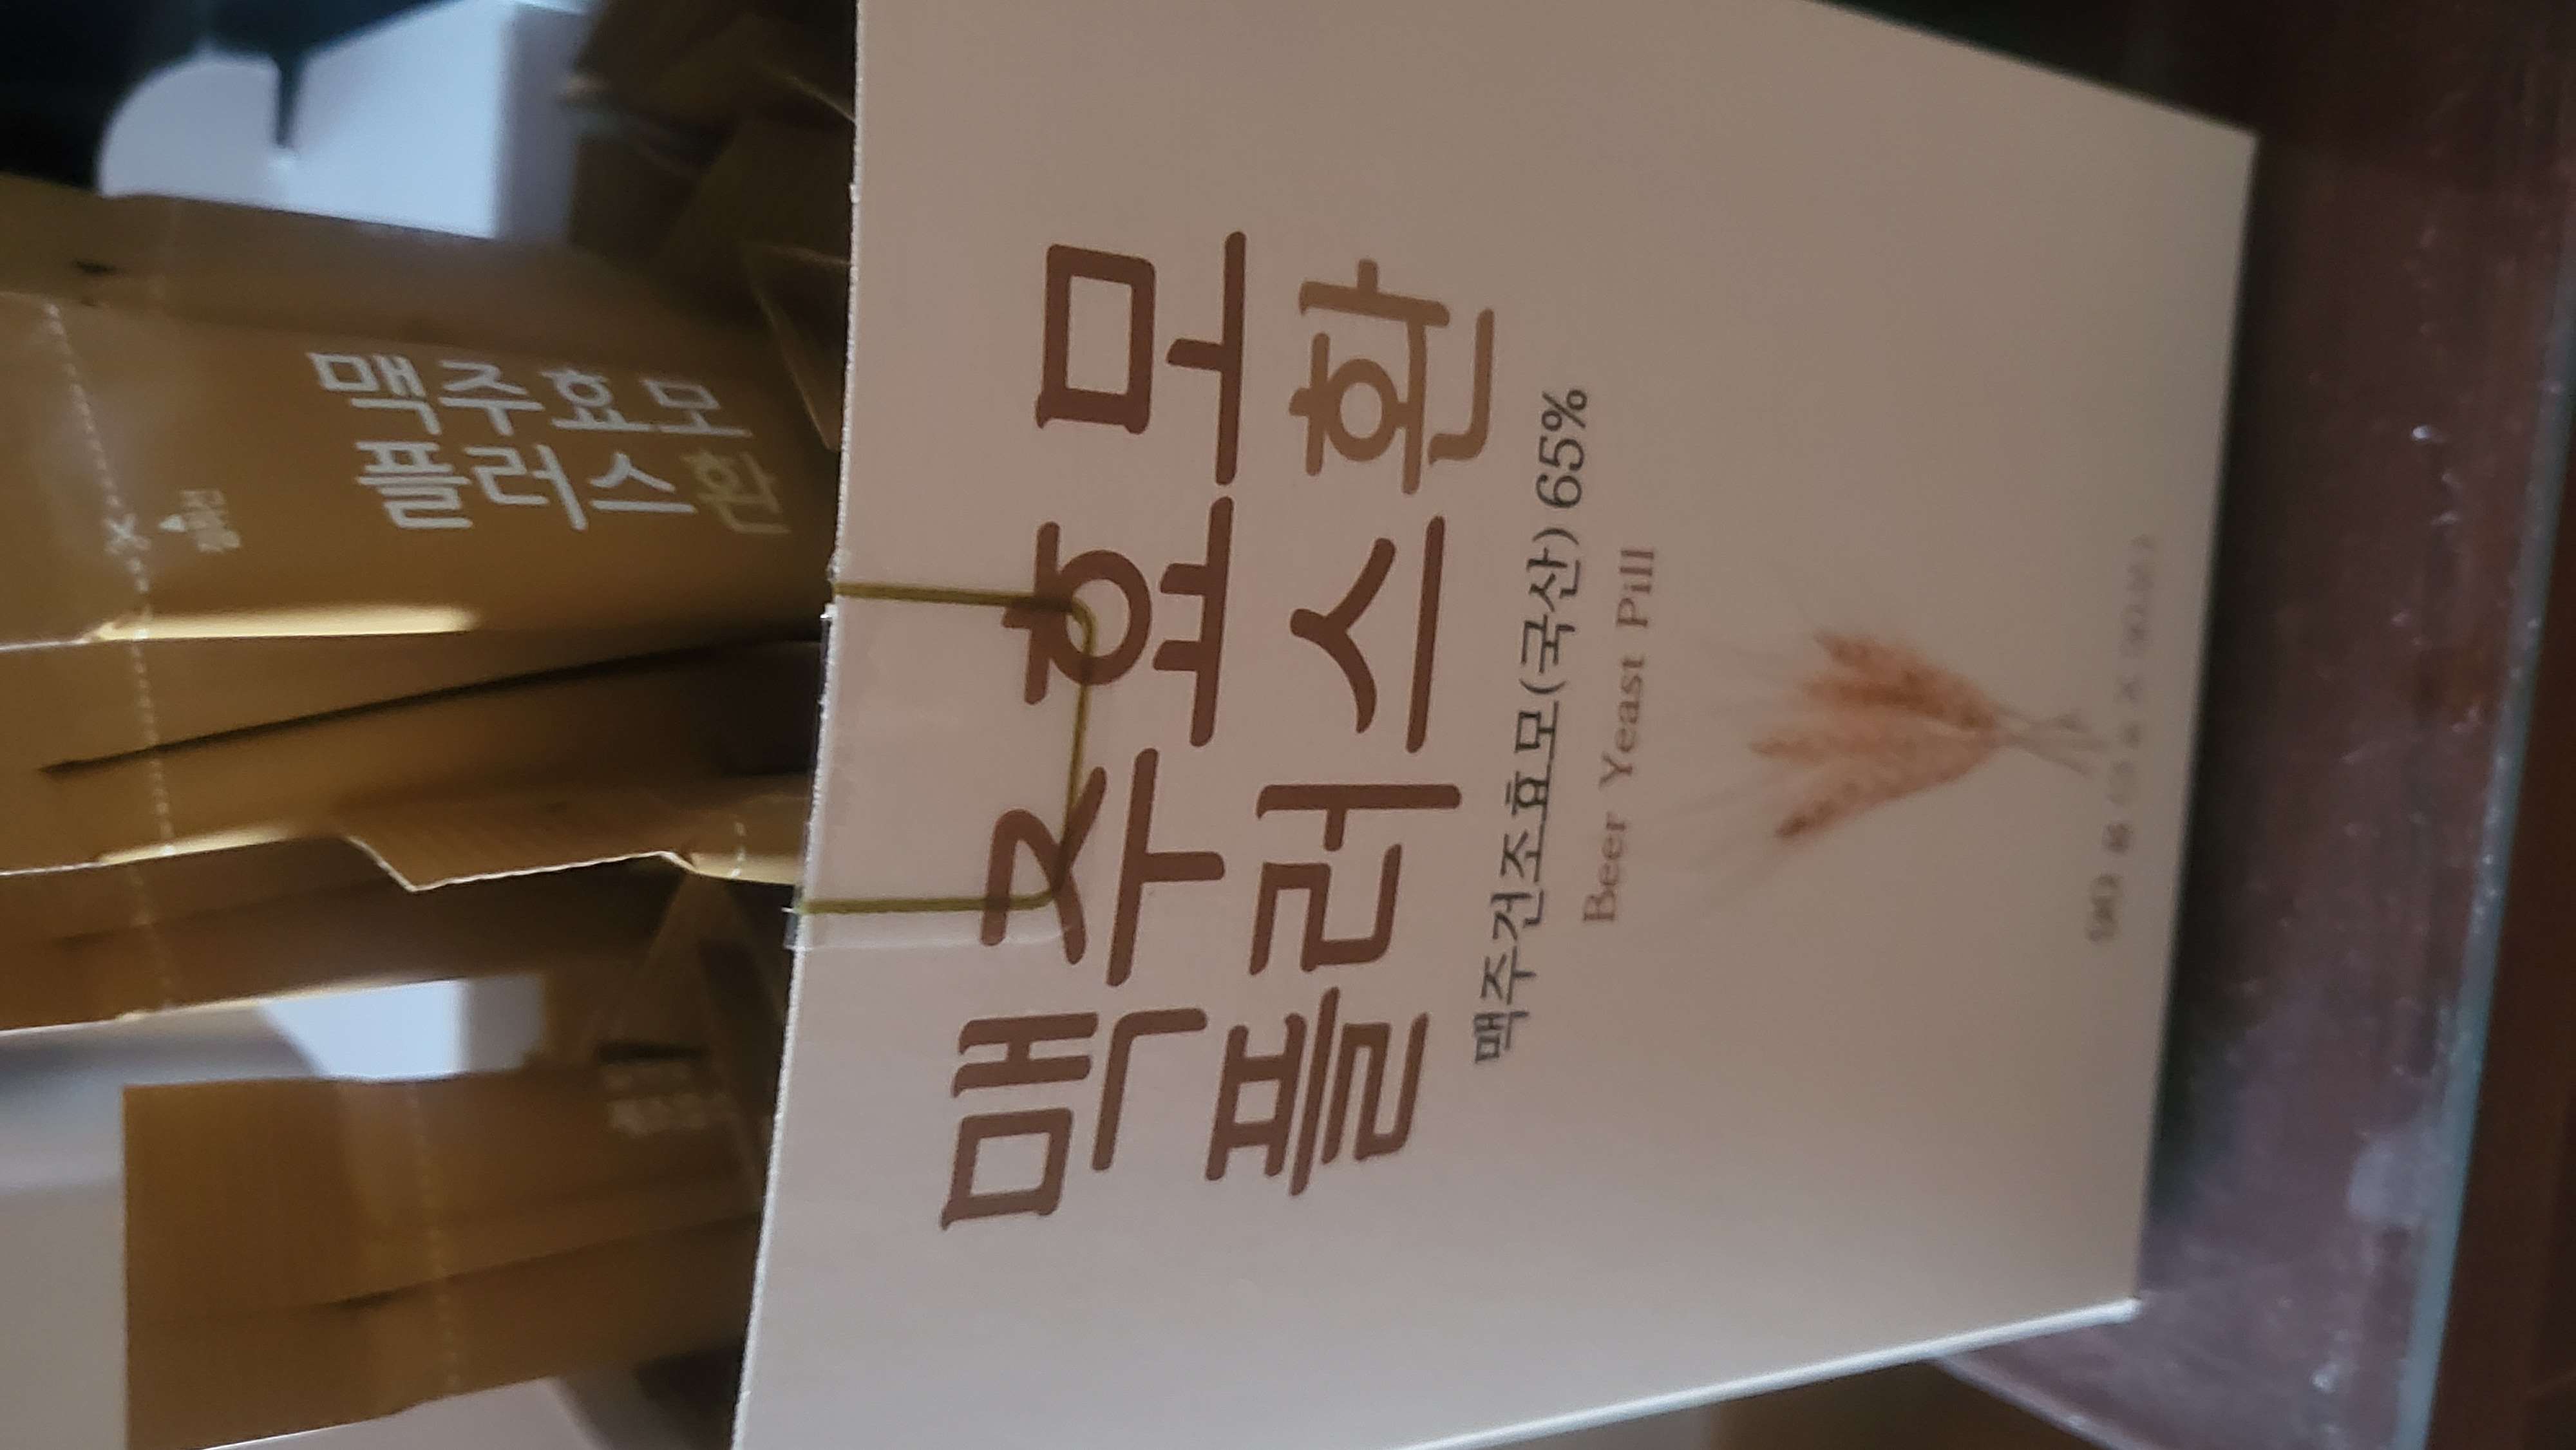 맥주효모
플러스환
맥주건조효모(국산) 65%
Beer Yeast Pill
맥주효모
플러스환